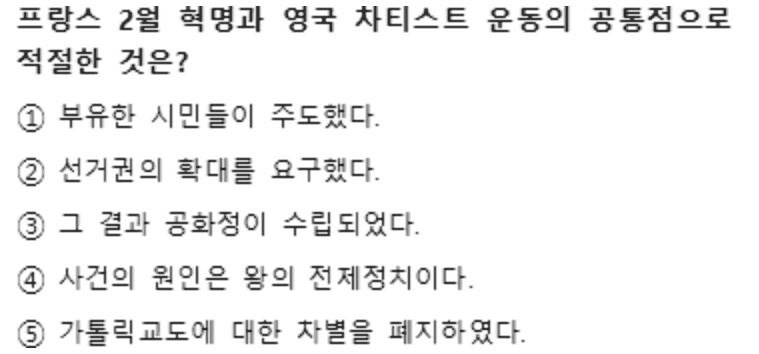 프랑스 2월 혁명과 영국 차티스트 운동의 공통점으로
적절한 것은?
① 부유한 시민들이 주도했다.
② 선거권의 확대를 요구했다.
③ 그 결과 공화정이 수립되었다.
④ 사건의 원인은 왕의 전제정치이다.
⑤ 가톨릭교도에 대한 차별을 폐지하였다.